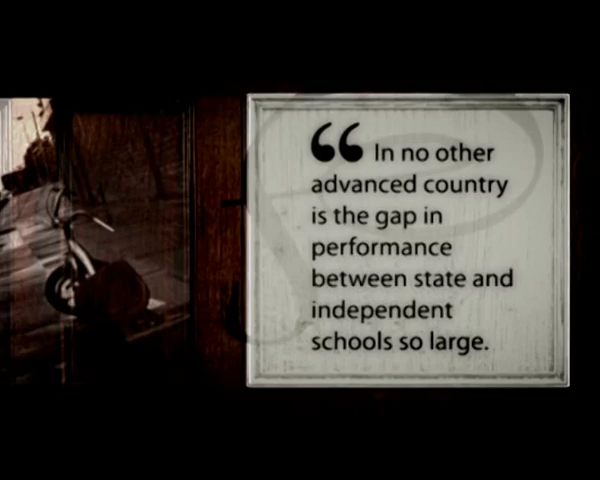 “ In no other
advanced country
is the gap in
performance
between state and
independent
schools so large.